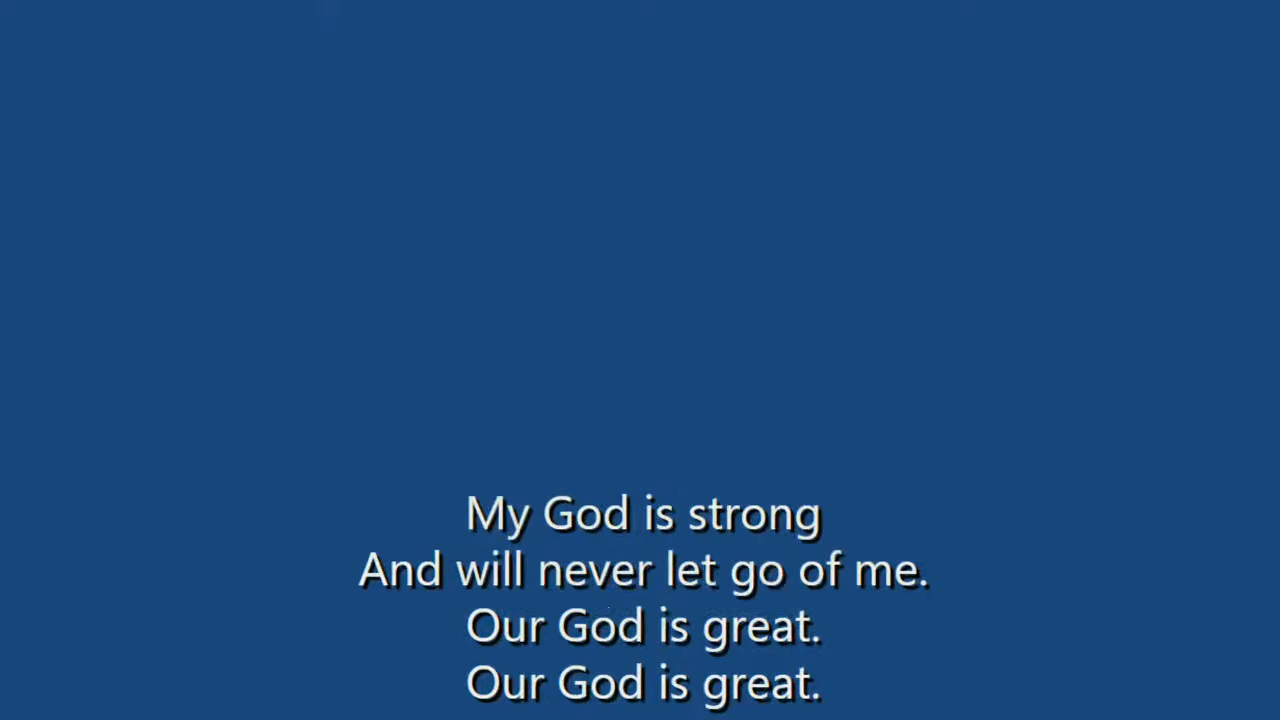 My God is strong
And will never let go of me.
Our God is great.
Our God is great.